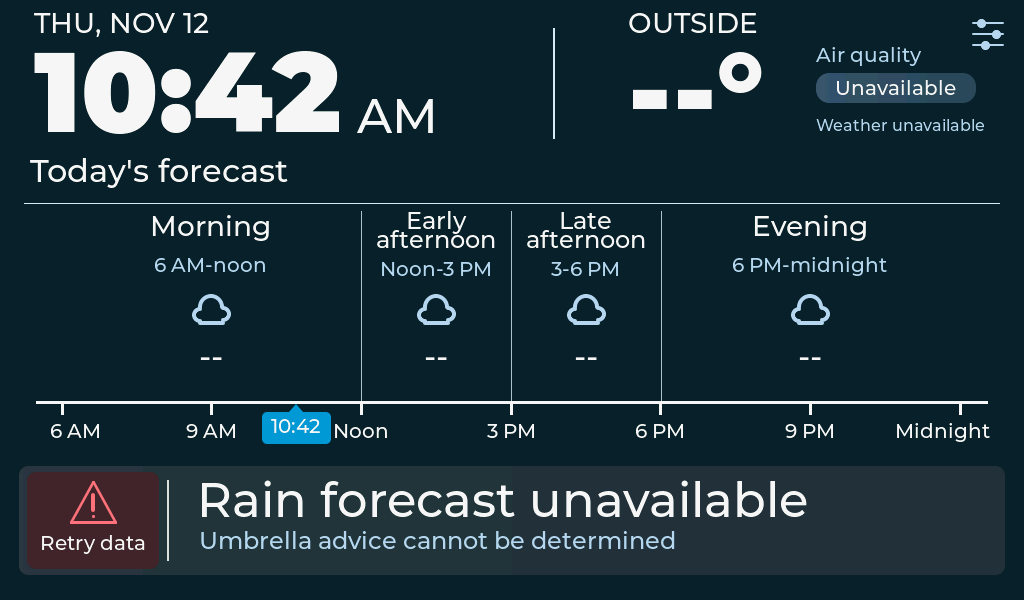 THU, NOV 12
10:42 AM
OUTSIDE
--°
Air quality
Unavailable
Weather unavailable
Today's forecast
Morning
6 AM-noon
--
Early
afternoon
Noon-3 PM
--
Late
afternoon
3-6 PM
--
Evening
6 PM-midnight
--
6 AM
9 AM
10:42
Noon
3 PM
6 PM
9 PM
Midnight
Retry data
Rain forecast unavailable
Umbrella advice cannot be determined